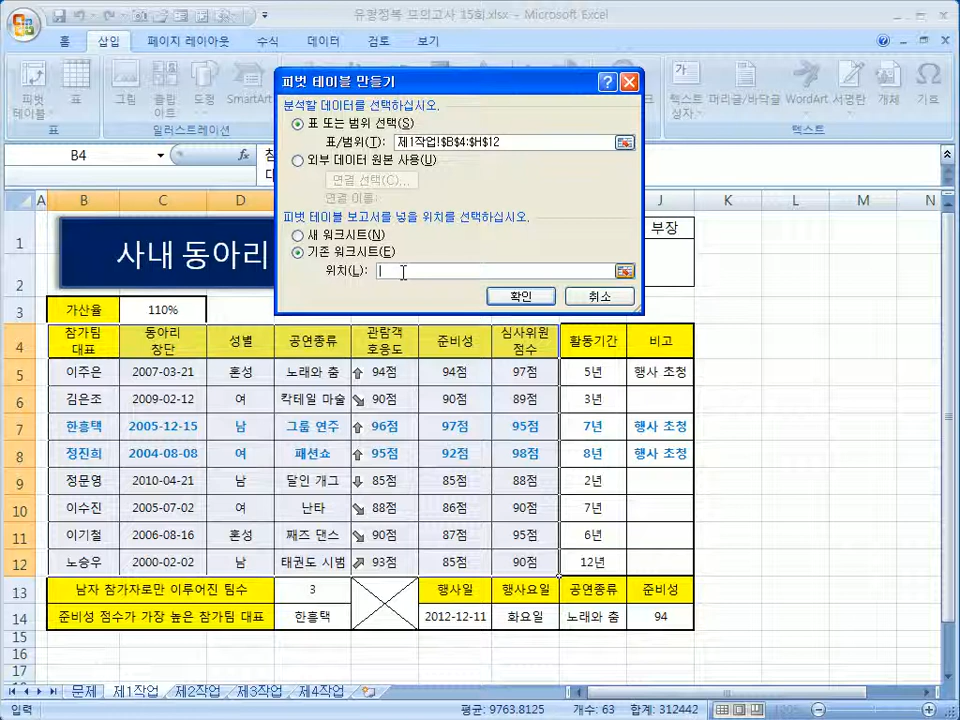 유형정복 모의고사 15회.xlsx - Microsoft Excel
홈 삽입 페이지 레이아웃 수식 데이터 검토 보기
피벗 테이블
표
그림
클립 아트
도형
SmartArt
텍스트 상자
머리글/바닥글
WordArt
서명란
개체
기호
표
일러스트레이션
텍스트
피벗 테이블 만들기
분석할 데이터를 선택하십시오.
표 또는 범위 선택(S)
표/범위(T): 제1작업!$B$4:$H$12
외부 데이터 원본 사용(U)
연결 선택(C)...
연결 이름:
피벗 테이블 보고서를 넣을 위치를 선택하십시오.
새 워크시트(N)
기존 워크시트(E)
위치(L):
확인 취소
B4 fx
A B C D J K L M N
1 사내 동아리 부장
2
3 가산율 110%
4 참가팀 대표 동아리 창단 성별 공연종류 관람객 호응도 준비성 심사위원 점수 활동기간 비고
5 이주은 2007-03-21 혼성 노래와 춤 94점 94점 97점 5년 행사 초청
6 김은조 2009-02-12 여 칵테일 마술 90점 90점 89점 3년
7 한흥택 2005-12-15 남 그룹 연주 96점 97점 95점 7년 행사 초청
8 정진희 2004-08-08 여 패션쇼 95점 92점 98점 8년 행사 초청
9 정문영 2010-04-21 남 달인 개그 85점 85점 88점 2년
10 이수진 2005-07-02 여 난타 88점 86점 90점 7년
11 이기철 2006-08-16 혼성 째즈 댄스 90점 87점 95점 6년
12 노승우 2000-02-02 남 태권도 시범 93점 85점 90점 12년
13 남자 참가자로만 이루어진 팀수 3 행사일 행사요일 공연종류 준비성
14 준비성 점수가 가장 높은 참가팀 대표 한흥택 2012-12-11 화요일 노래와 춤 94
15
16
17
문제 제1작업 제2작업 제3작업 제4작업
입력 평균: 9763.8125 개수: 63 합계: 312442